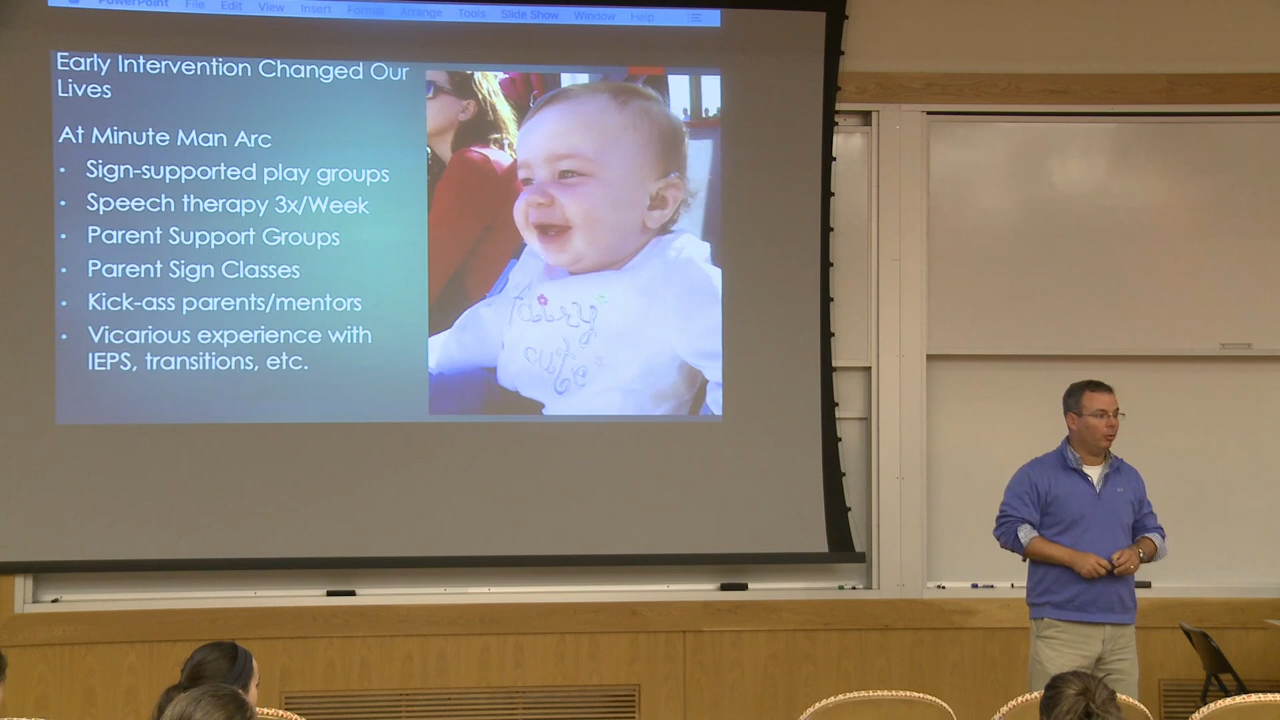 PowerPoint File Edit View Insert Format Arrange Tools Slide Show Window Help
Early Intervention Changed Our
Lives
At Minute Man Arc
• Sign-supported play groups
• Speech therapy 3x/Week
• Parent Support Groups
• Parent Sign Classes
• Kick-ass parents/mentors
• Vicarious experience with
IEPS, transitions, etc.
cute